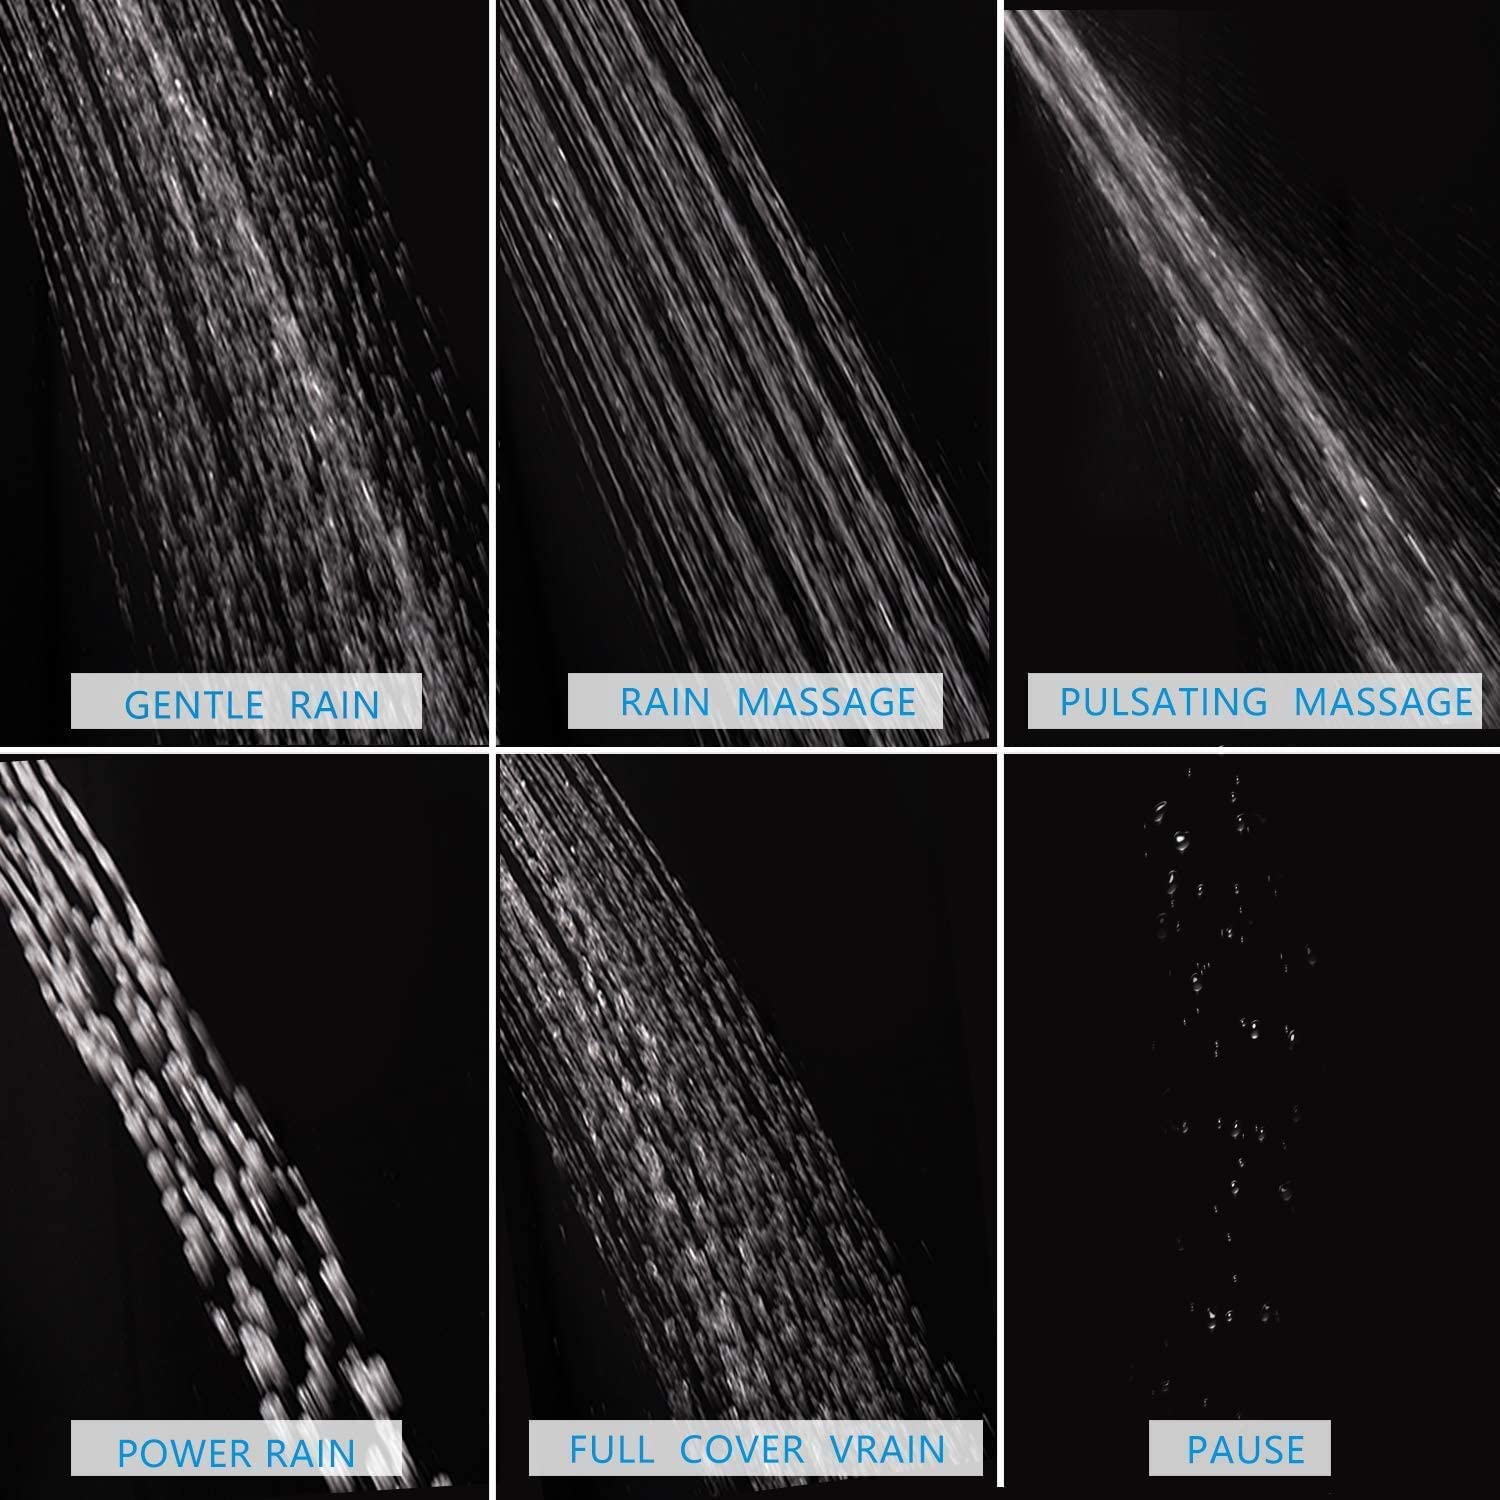 GENTLE RAIN
RAIN MASSAGE
PULSATING MASSAGE
POWER RAIN
FULL COVER VRAIN
PAUSE